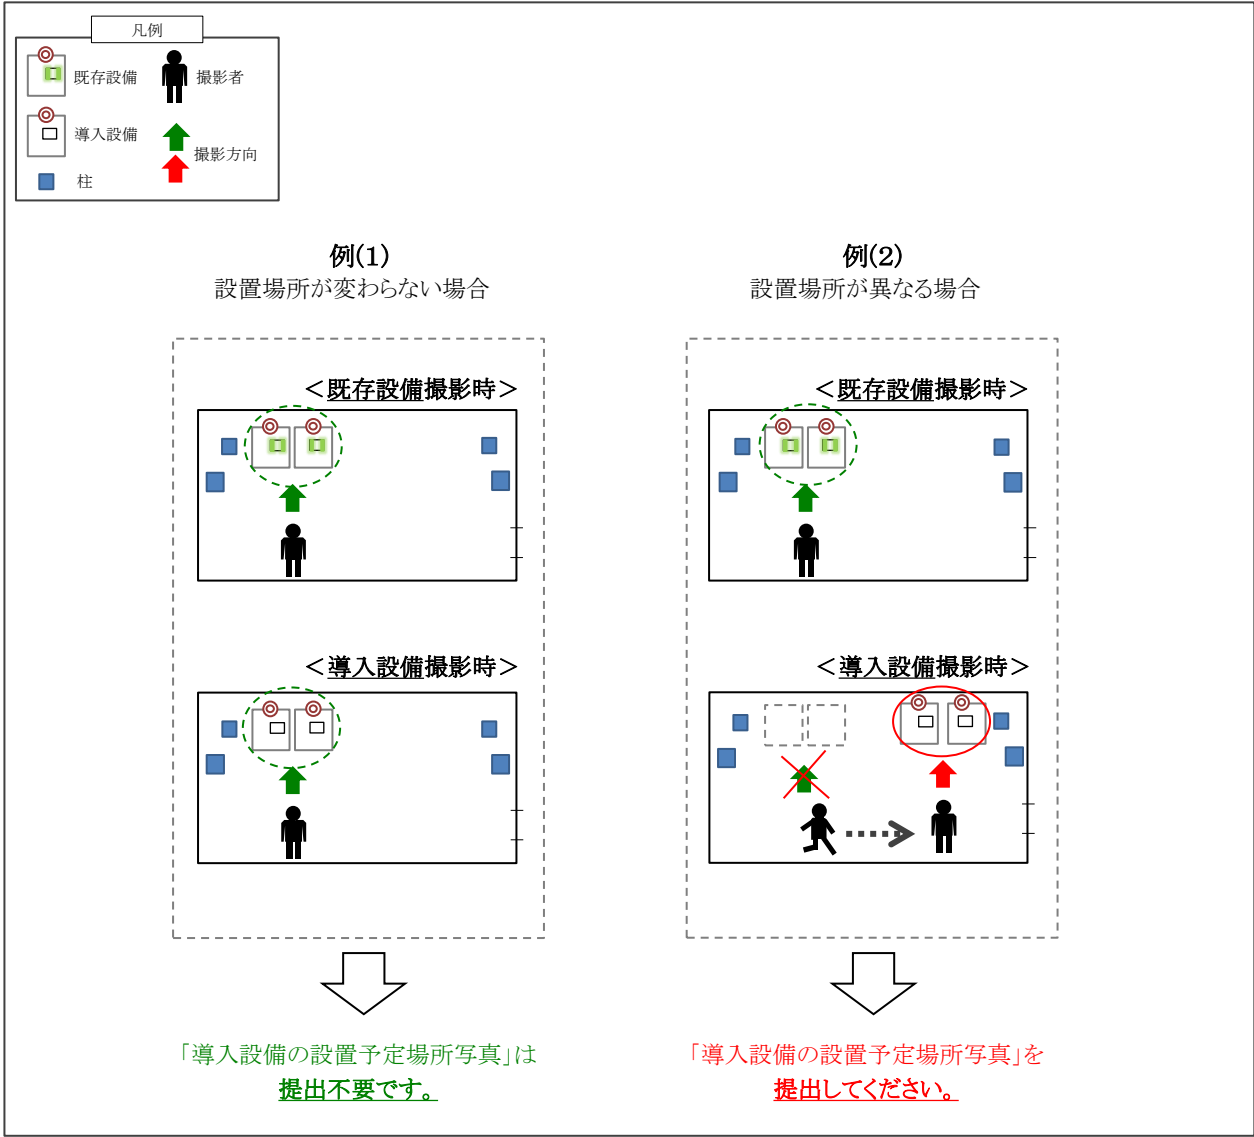 凡例
既存設備
撮影者
導入設備
撮影方向
柱
例(1)
設置場所が変わらない場合
＜既存設備撮影時＞
＜導入設備撮影時＞
「導入設備の設置予定場所写真」は
提出不要です。
例(2)
設置場所が異なる場合
＜既存設備撮影時＞
＜導入設備撮影時＞
「導入設備の設置予定場所写真」を
提出してください。